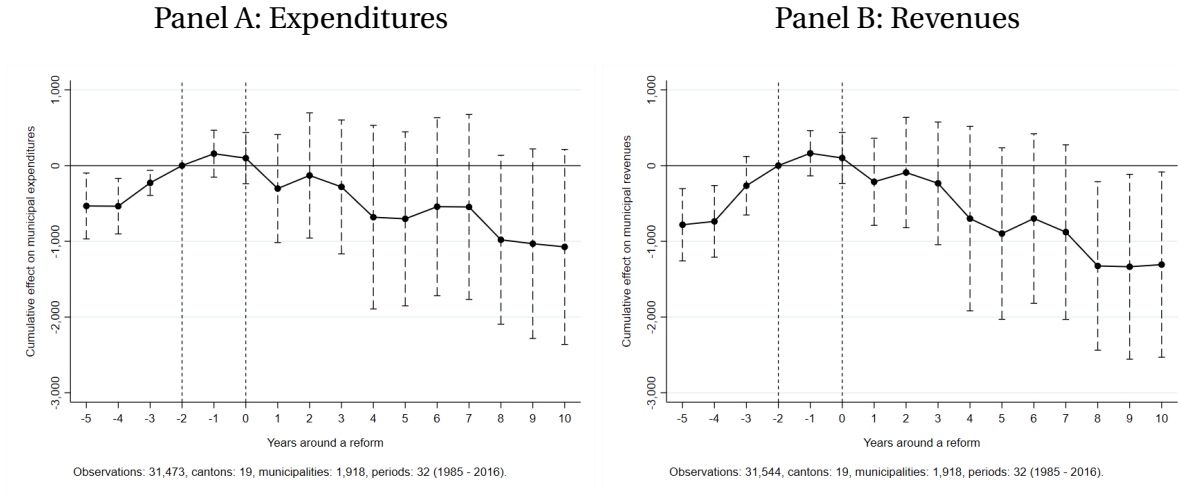 Panel A: Expenditures
Cumulative effect on municipal expenditures
1,000
0
-1,000
-2,000
-3,000
-5 -4 -3 -2 -1 0 1 2 3 4 5 6 7 8 9 10
Years around a reform
Observations: 31,473, cantons: 19, municipalities: 1,918, periods: 32 (1985 - 2016).
Panel B: Revenues
Cumulative effect on municipal revenues
1,000
0
-1,000
-2,000
-3,000
-5 -4 -3 -2 -1 0 1 2 3 4 5 6 7 8 9 10
Years around a reform
Observations: 31,544, cantons: 19, municipalities: 1,918, periods: 32 (1985 - 2016).